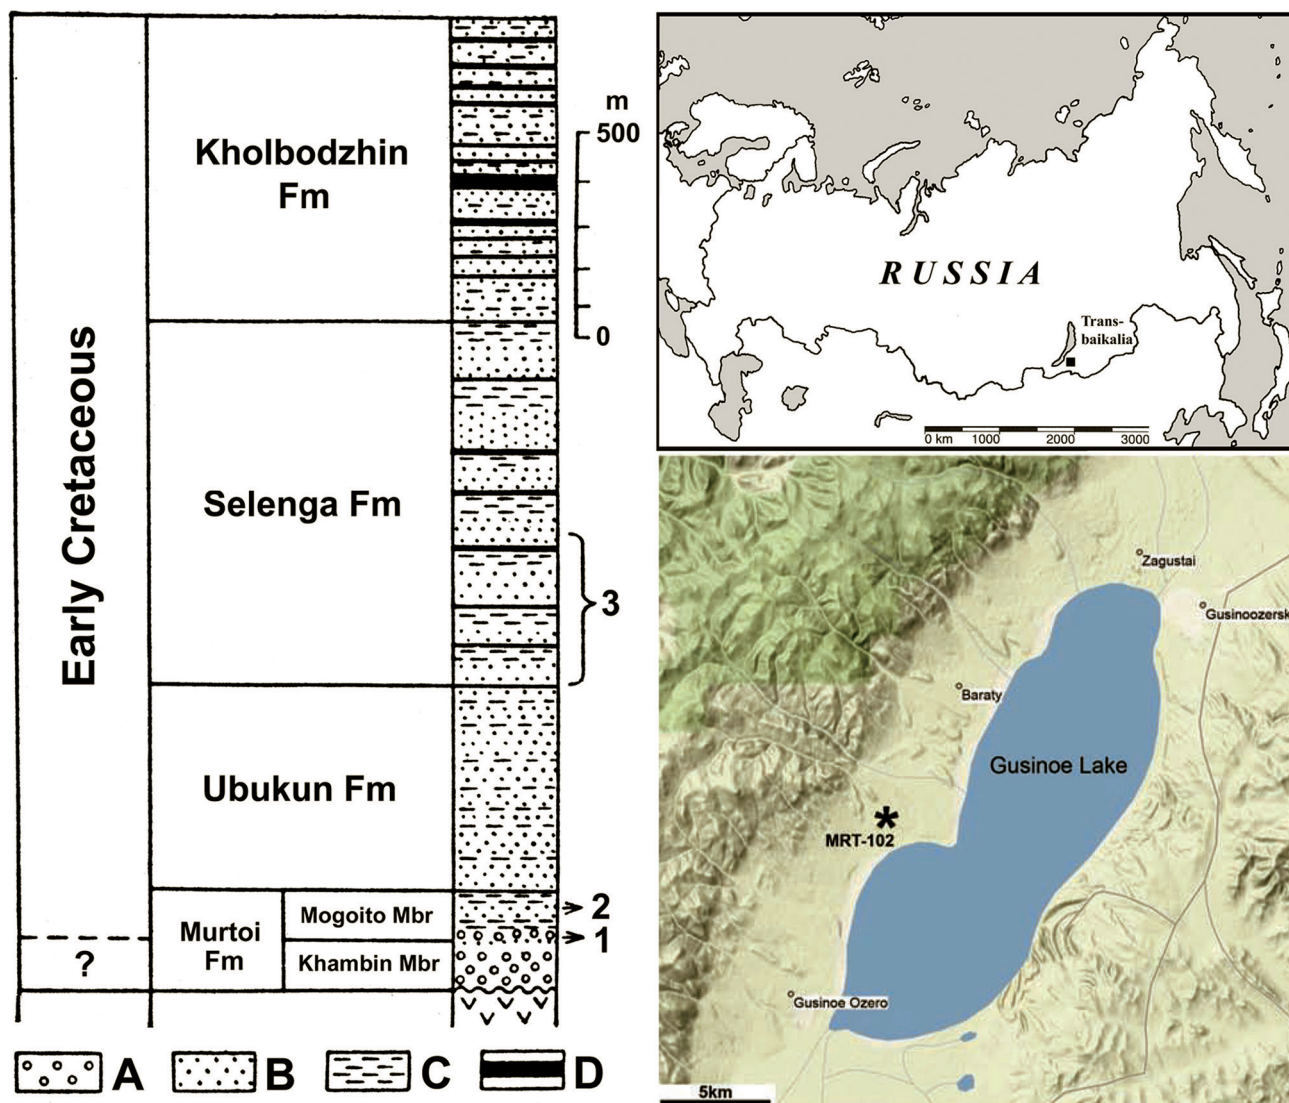 Early Cretaceous
?
Kholbodzhin
Fm
Selenga Fm
Ubukun Fm
Murtoi
Fm
Mogoito Mbr
Khambin Mbr
m
500
0
3
2
1
A
B
C
D
RUSSIA
Trans-
baikalia
0 km 1000 2000 3000
Zagustai
Gusinoozersk
Baraty
Gusinoe Lake
*
MRT-102
Gusinoe Ozero
5km